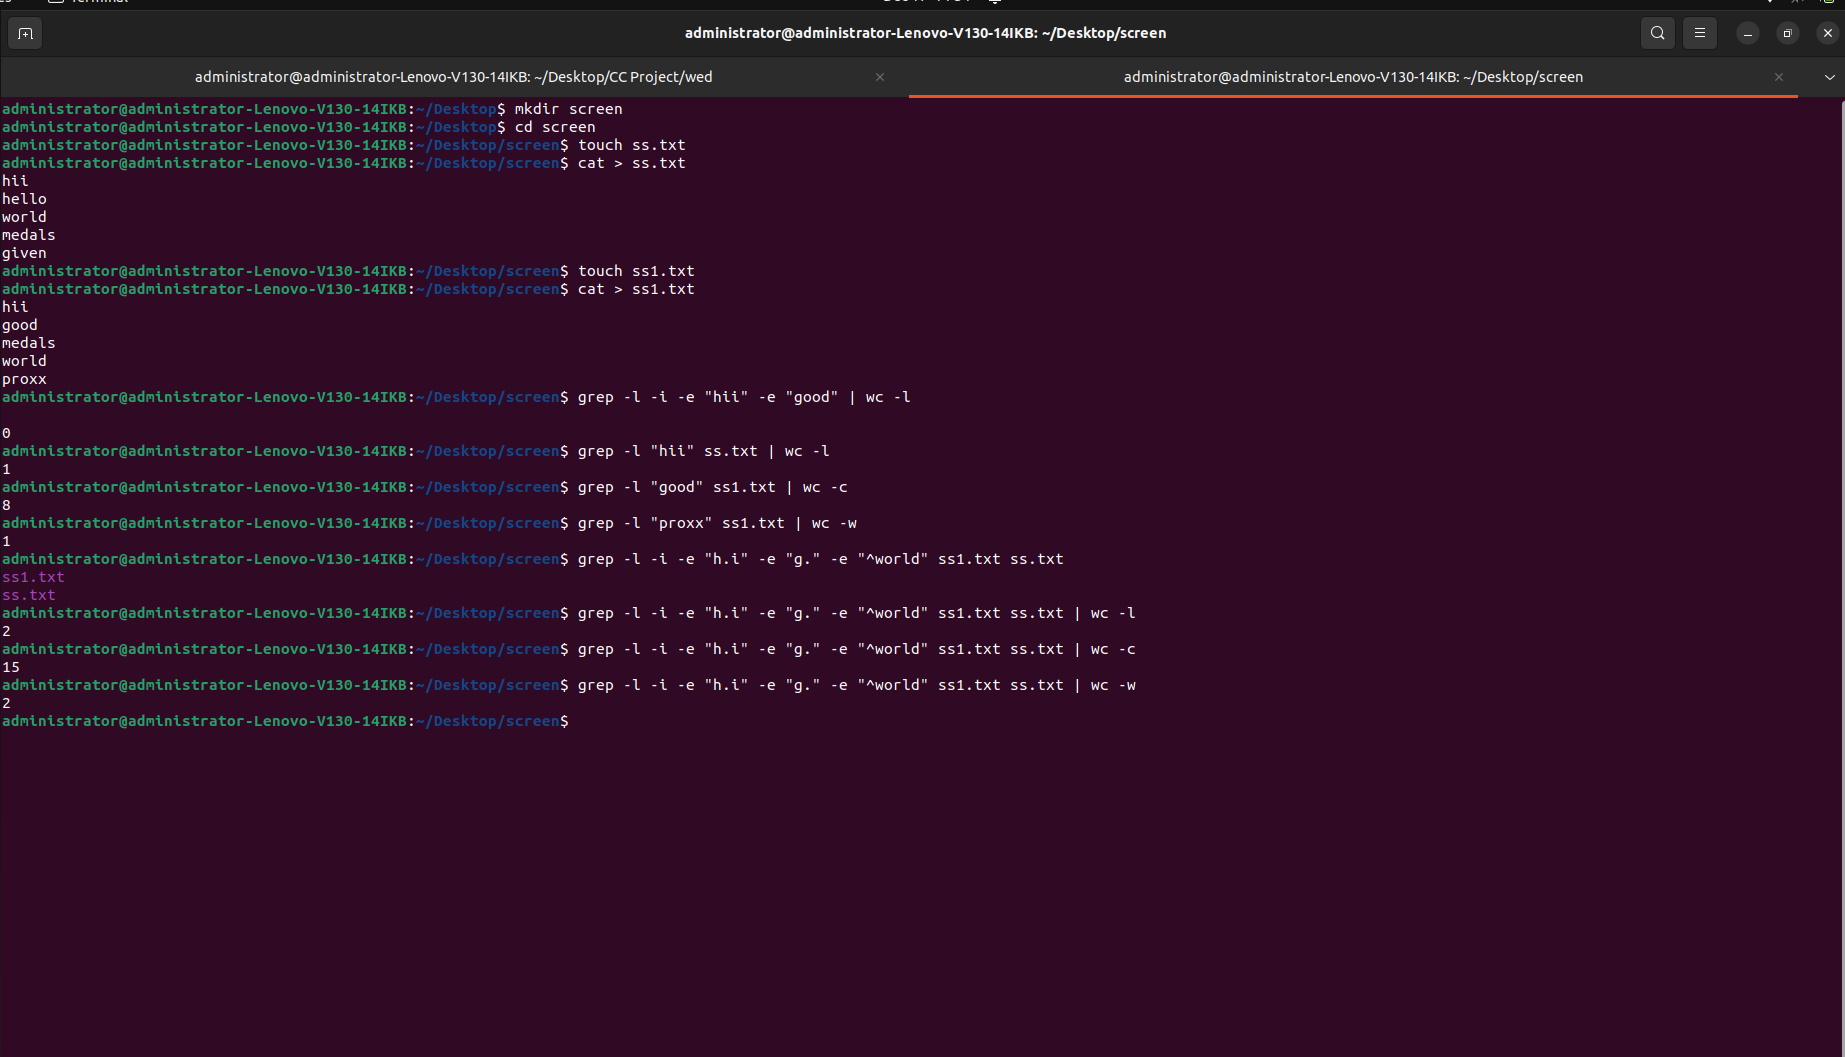 administrator@administrator-Lenovo-V130-14IKB: ~/Desktop/screen
administrator@administrator-Lenovo-V130-14IKB: ~/Desktop/CC Project/wed
administrator@administrator-Lenovo-V130-14IKB: ~/Desktop/screen
administrator@administrator-Lenovo-V130-14IKB:~/Desktop$ mkdir screen
administrator@administrator-Lenovo-V130-14IKB:~/Desktop$ cd screen
administrator@administrator-Lenovo-V130-14IKB:~/Desktop/screen$ touch ss.txt
administrator@administrator-Lenovo-V130-14IKB:~/Desktop/screen$ cat > ss.txt
hii
hello
world
medals
given
administrator@administrator-Lenovo-V130-14IKB:~/Desktop/screen$ touch ss1.txt
administrator@administrator-Lenovo-V130-14IKB:~/Desktop/screen$ cat > ss1.txt
hii
good
medals
world
proxx
administrator@administrator-Lenovo-V130-14IKB:~/Desktop/screen$ grep -l -i -e "hii" -e "good" | wc -l
0
administrator@administrator-Lenovo-V130-14IKB:~/Desktop/screen$ grep -l "hii" ss.txt | wc -l
1
administrator@administrator-Lenovo-V130-14IKB:~/Desktop/screen$ grep -l "good" ss1.txt | wc -c
8
administrator@administrator-Lenovo-V130-14IKB:~/Desktop/screen$ grep -l "proxx" ss1.txt | wc -w
1
administrator@administrator-Lenovo-V130-14IKB:~/Desktop/screen$ grep -l -i -e "h.i" -e "g." -e "^world" ss1.txt ss.txt
ss1.txt
ss.txt
administrator@administrator-Lenovo-V130-14IKB:~/Desktop/screen$ grep -l -i -e "h.i" -e "g." -e "^world" ss1.txt ss.txt | wc -l
2
administrator@administrator-Lenovo-V130-14IKB:~/Desktop/screen$ grep -l -i -e "h.i" -e "g." -e "^world" ss1.txt ss.txt | wc -c
15
administrator@administrator-Lenovo-V130-14IKB:~/Desktop/screen$ grep -l -i -e "h.i" -e "g." -e "^world" ss1.txt ss.txt | wc -w
2
administrator@administrator-Lenovo-V130-14IKB:~/Desktop/screen$